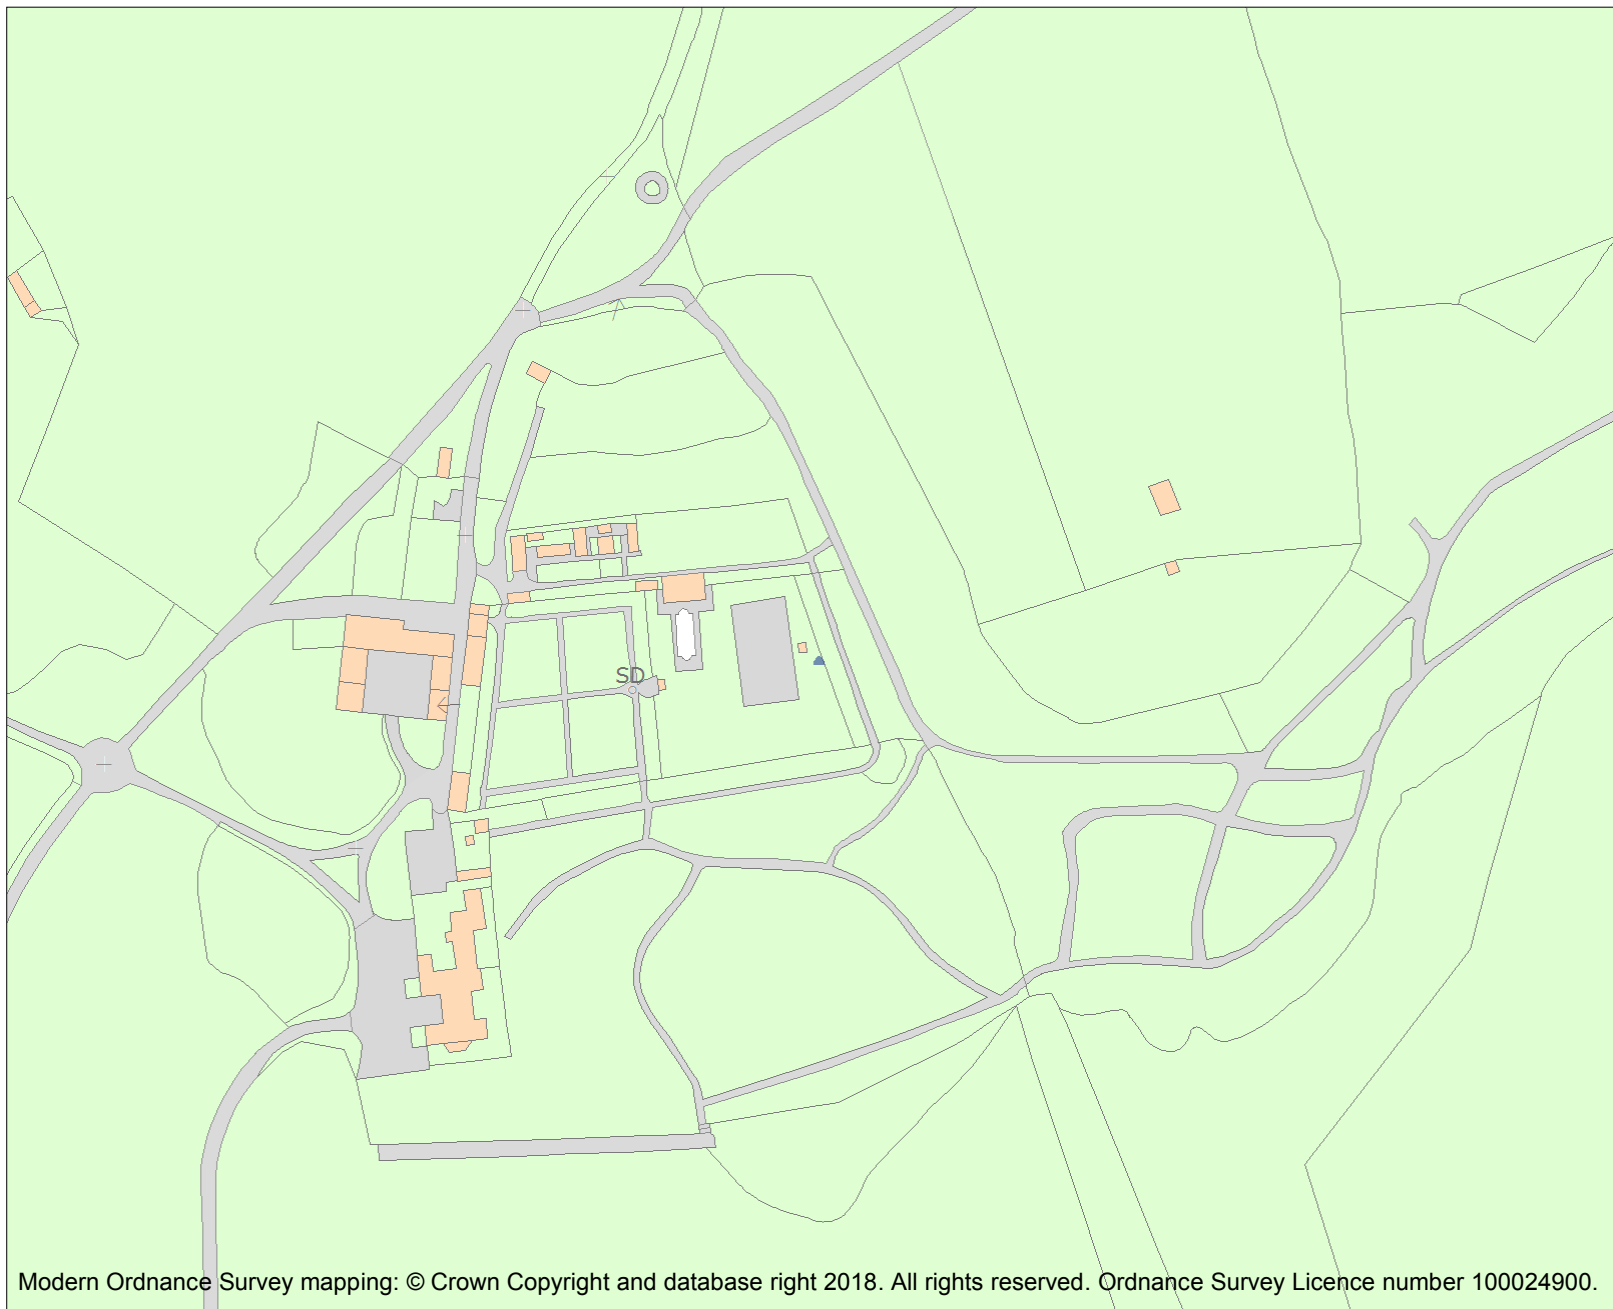 SD
Modern Ordnance Survey mapping: © Crown Copyright and database right 2018. All rights reserved. Ordnance Survey Licence number 100024900.